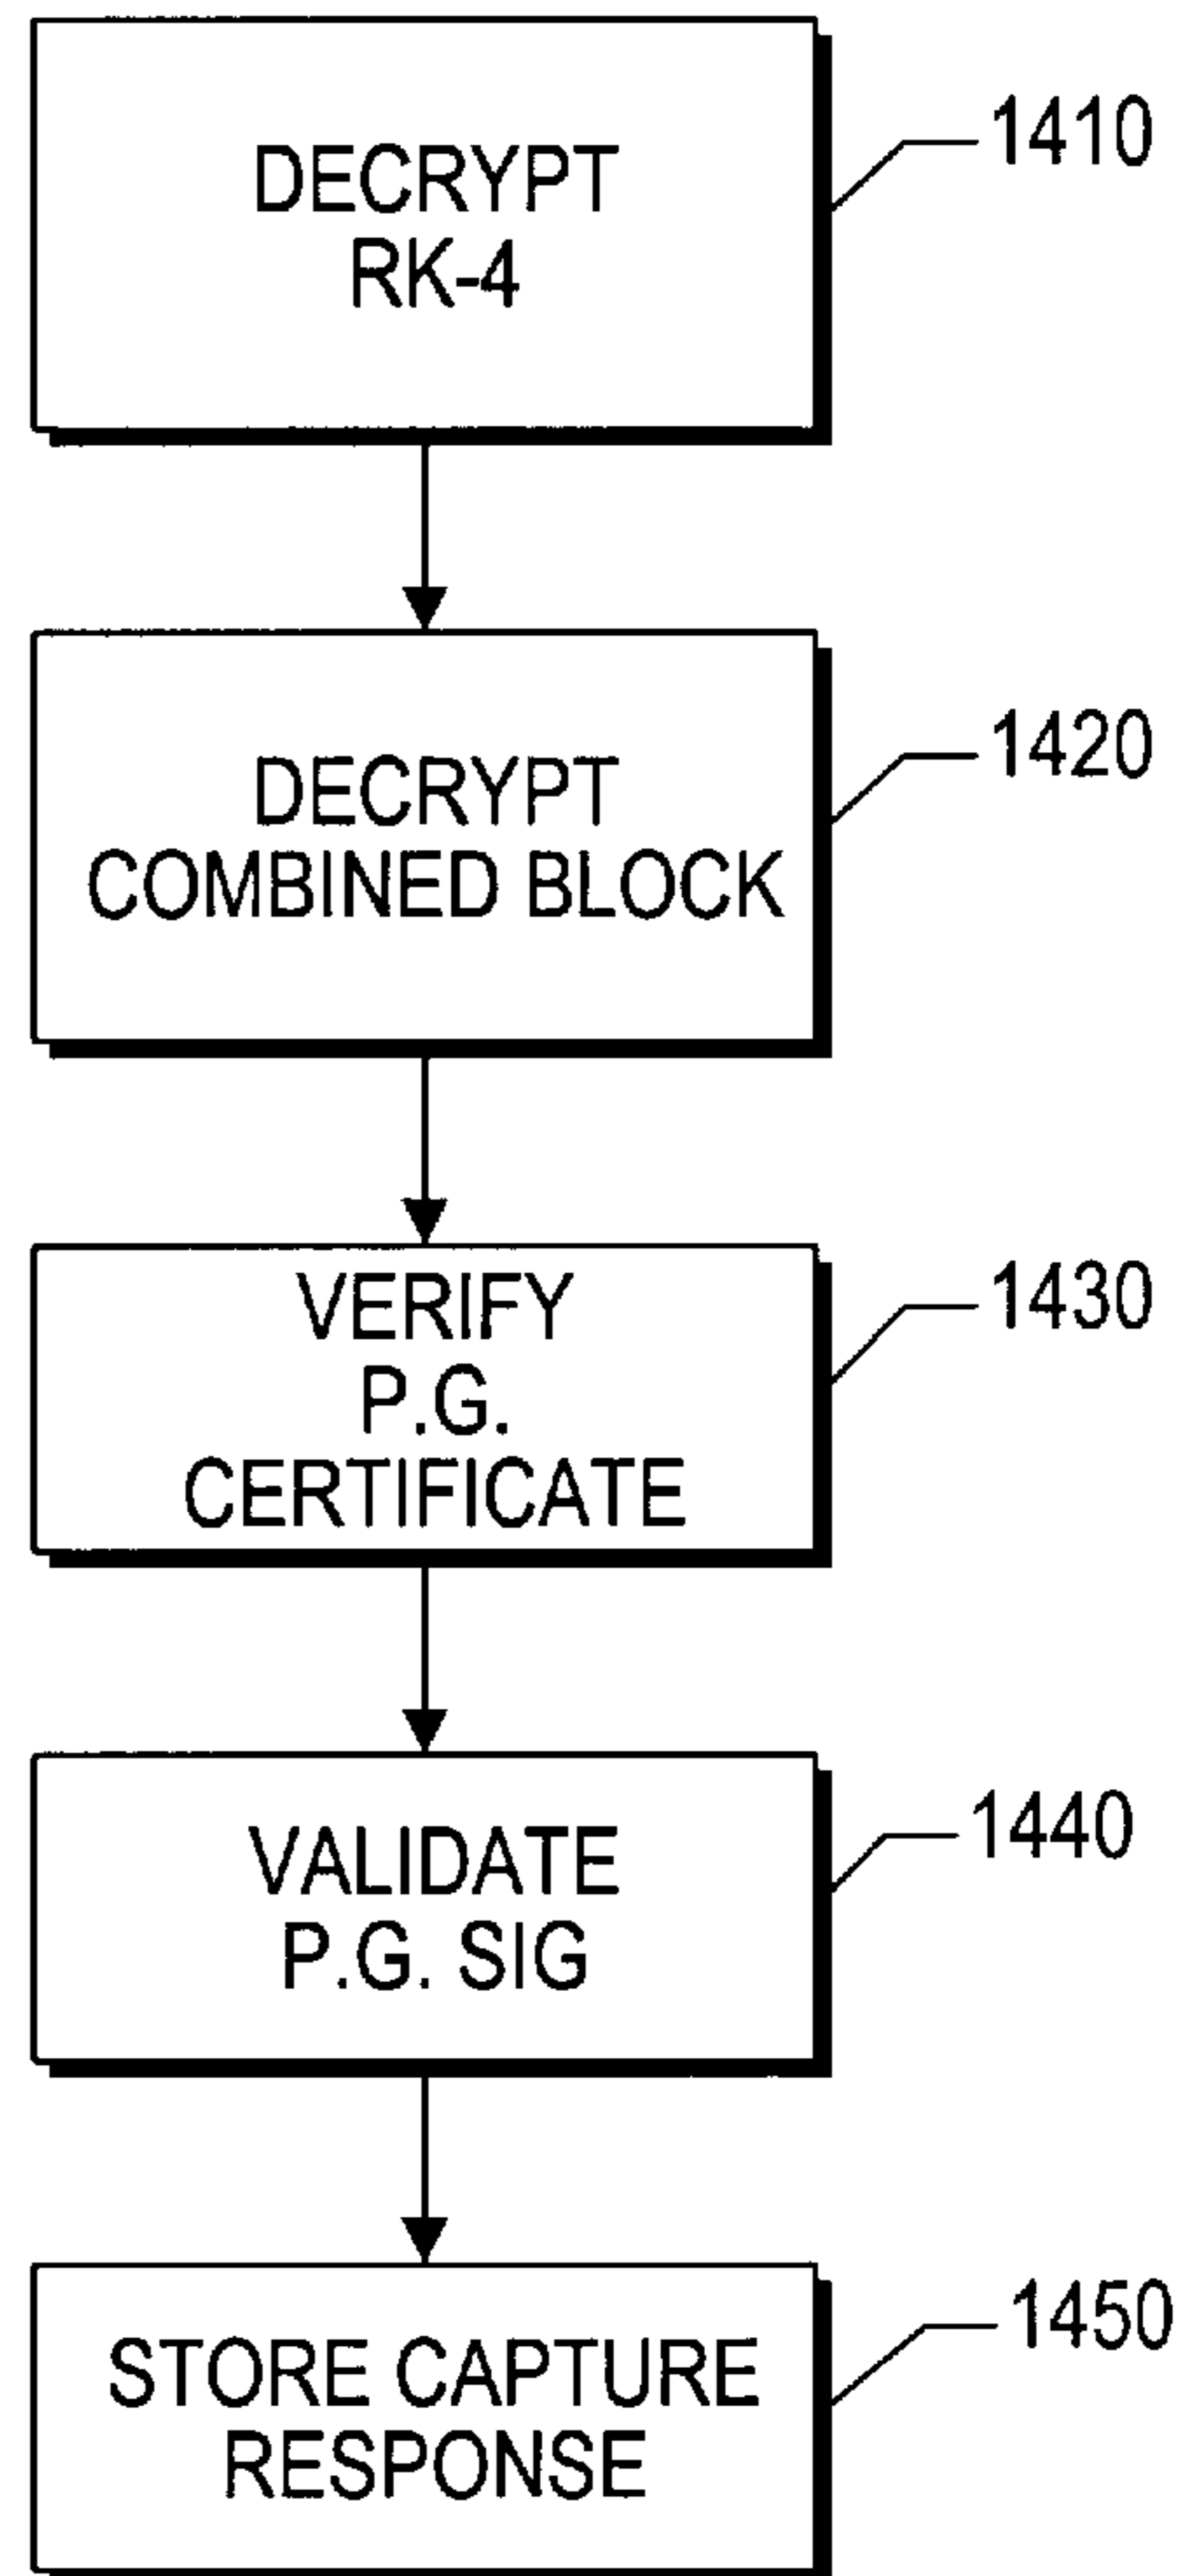 DECRYPT
RK-4
1410
DECRYPT
COMBINED BLOCK
1420
VERIFY
P.G.
CERTIFICATE
1430
VALIDATE
P.G. SIG
1440
STORE CAPTURE
RESPONSE
1450